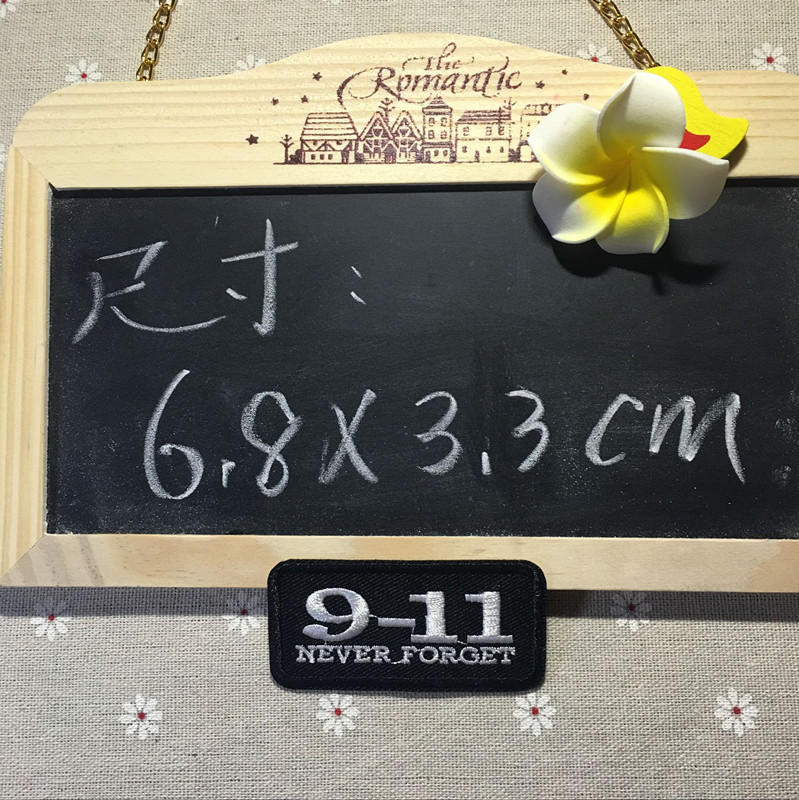 The
Romantic
尺寸:
6.8X3.3cm
9-11
NEVER FORGET